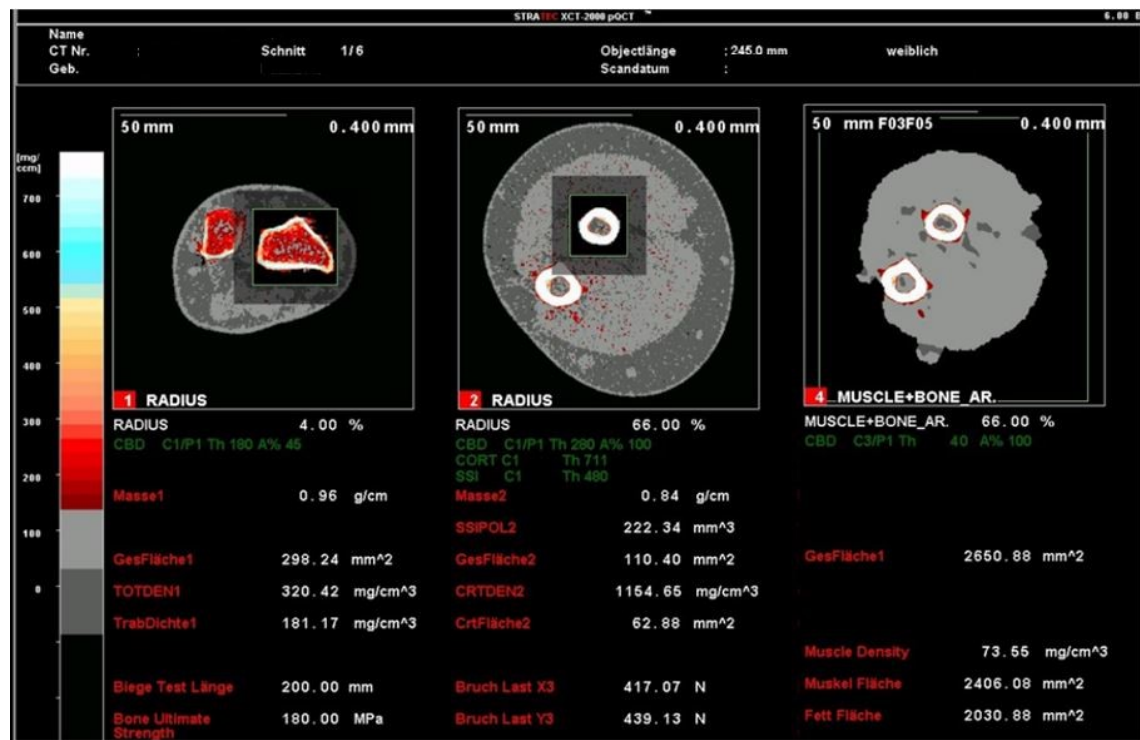 STRATEC XCT-2000 pQCT ™ 6.00
Name
CT Nr. : Schnitt 1/6 Objectlänge : 245.0 mm weiblich
Geb. Scandatum :
50 mm 0.400 mm
50 mm 0.400 mm
50 mm F03F05 0.400 mm
[mg/
ccm]
700
600
500
400
300
200
100
0
1 RADIUS
RADIUS 4.00 %
CBD C1/P1 Th 180 A% 45
Masse1 0.96 g/cm
GesFläche1 298.24 mm^2
TOTDEN1 320.42 mg/cm^3
TrabDichte1 181.17 mg/cm^3
Biege Test Länge 200.00 mm
Bone Ultimate 180.00 MPa
Strength
2 RADIUS
RADIUS 66.00 %
CBD C1/P1 Th 280 A% 100
CORT C1 Th 711
SSI C1 Th 480
Masse2 0.84 g/cm
SSIPOL2 222.34 mm^3
GesFläche2 110.40 mm^2
CRTDEN2 1154.65 mg/cm^3
CrtFläche2 62.88 mm^2
Bruch Last X3 417.07 N
Bruch Last Y3 439.13 N
4 MUSCLE+BONE_AR.
MUSCLE+BONE_AR. 66.00 %
CBD C3/P1 Th 40 A% 100
GesFläche1 2650.88 mm^2
Muscle Density 73.55 mg/cm^3
Muskel Fläche 2406.08 mm^2
Fett Fläche 2030.88 mm^2